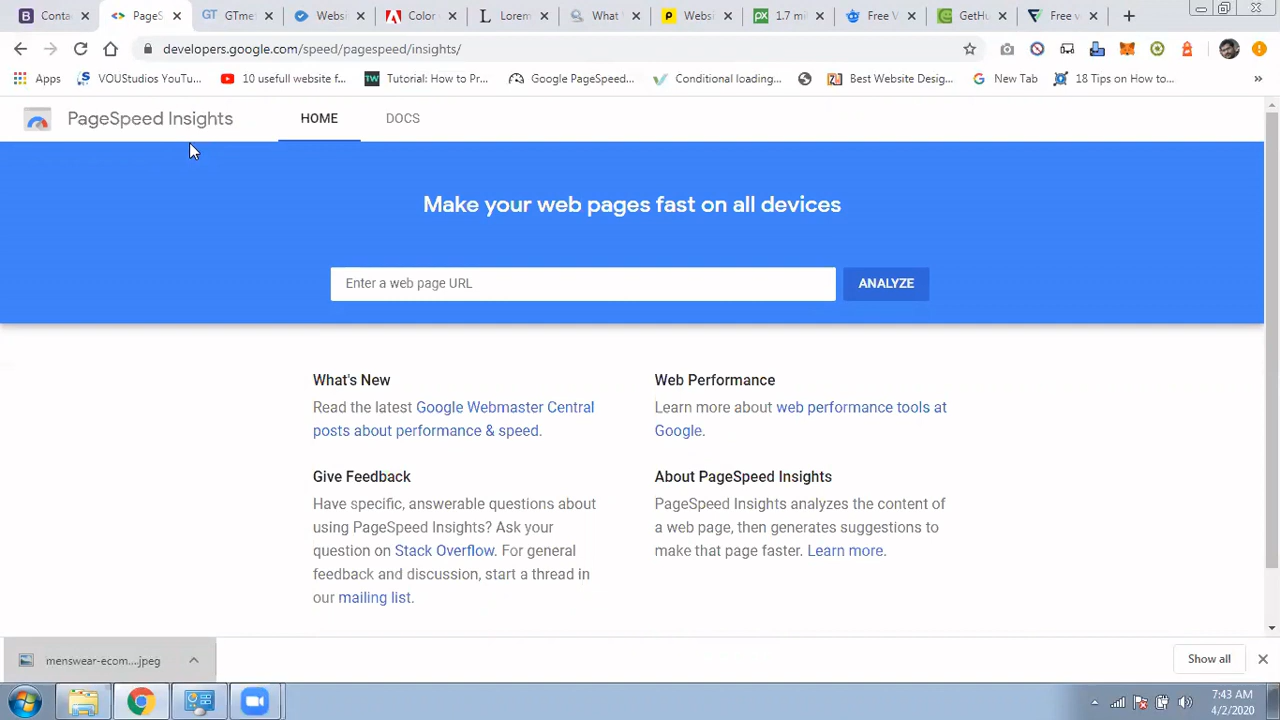 Conta
PageS
GTme
Websi
Color
Lorem
What
Websi
1.7 mi
Free V
GetHu
Free v
developers.google.com/speed/pagespeed/insights/
Apps
VOUStudios YouTu...
10 usefull website f...
Tutorial: How to Pr...
Google PageSpeed...
Conditional loading...
Best Website Desig...
New Tab
18 Tips on How to...
PageSpeed Insights
HOME
DOCS
Make your web pages fast on all devices
Enter a web page URL
ANALYZE
What's New
Read the latest Google Webmaster Central
posts about performance & speed.
Web Performance
Learn more about web performance tools at
Google.
Give Feedback
Have specific, answerable questions about
using PageSpeed Insights? Ask your
question on Stack Overflow. For general
feedback and discussion, start a thread in
our mailing list.
About PageSpeed Insights
PageSpeed Insights analyzes the content of
a web page, then generates suggestions to
make that page faster. Learn more.
menswear-ecom....jpeg
Show all
7:43 AM
4/2/2020